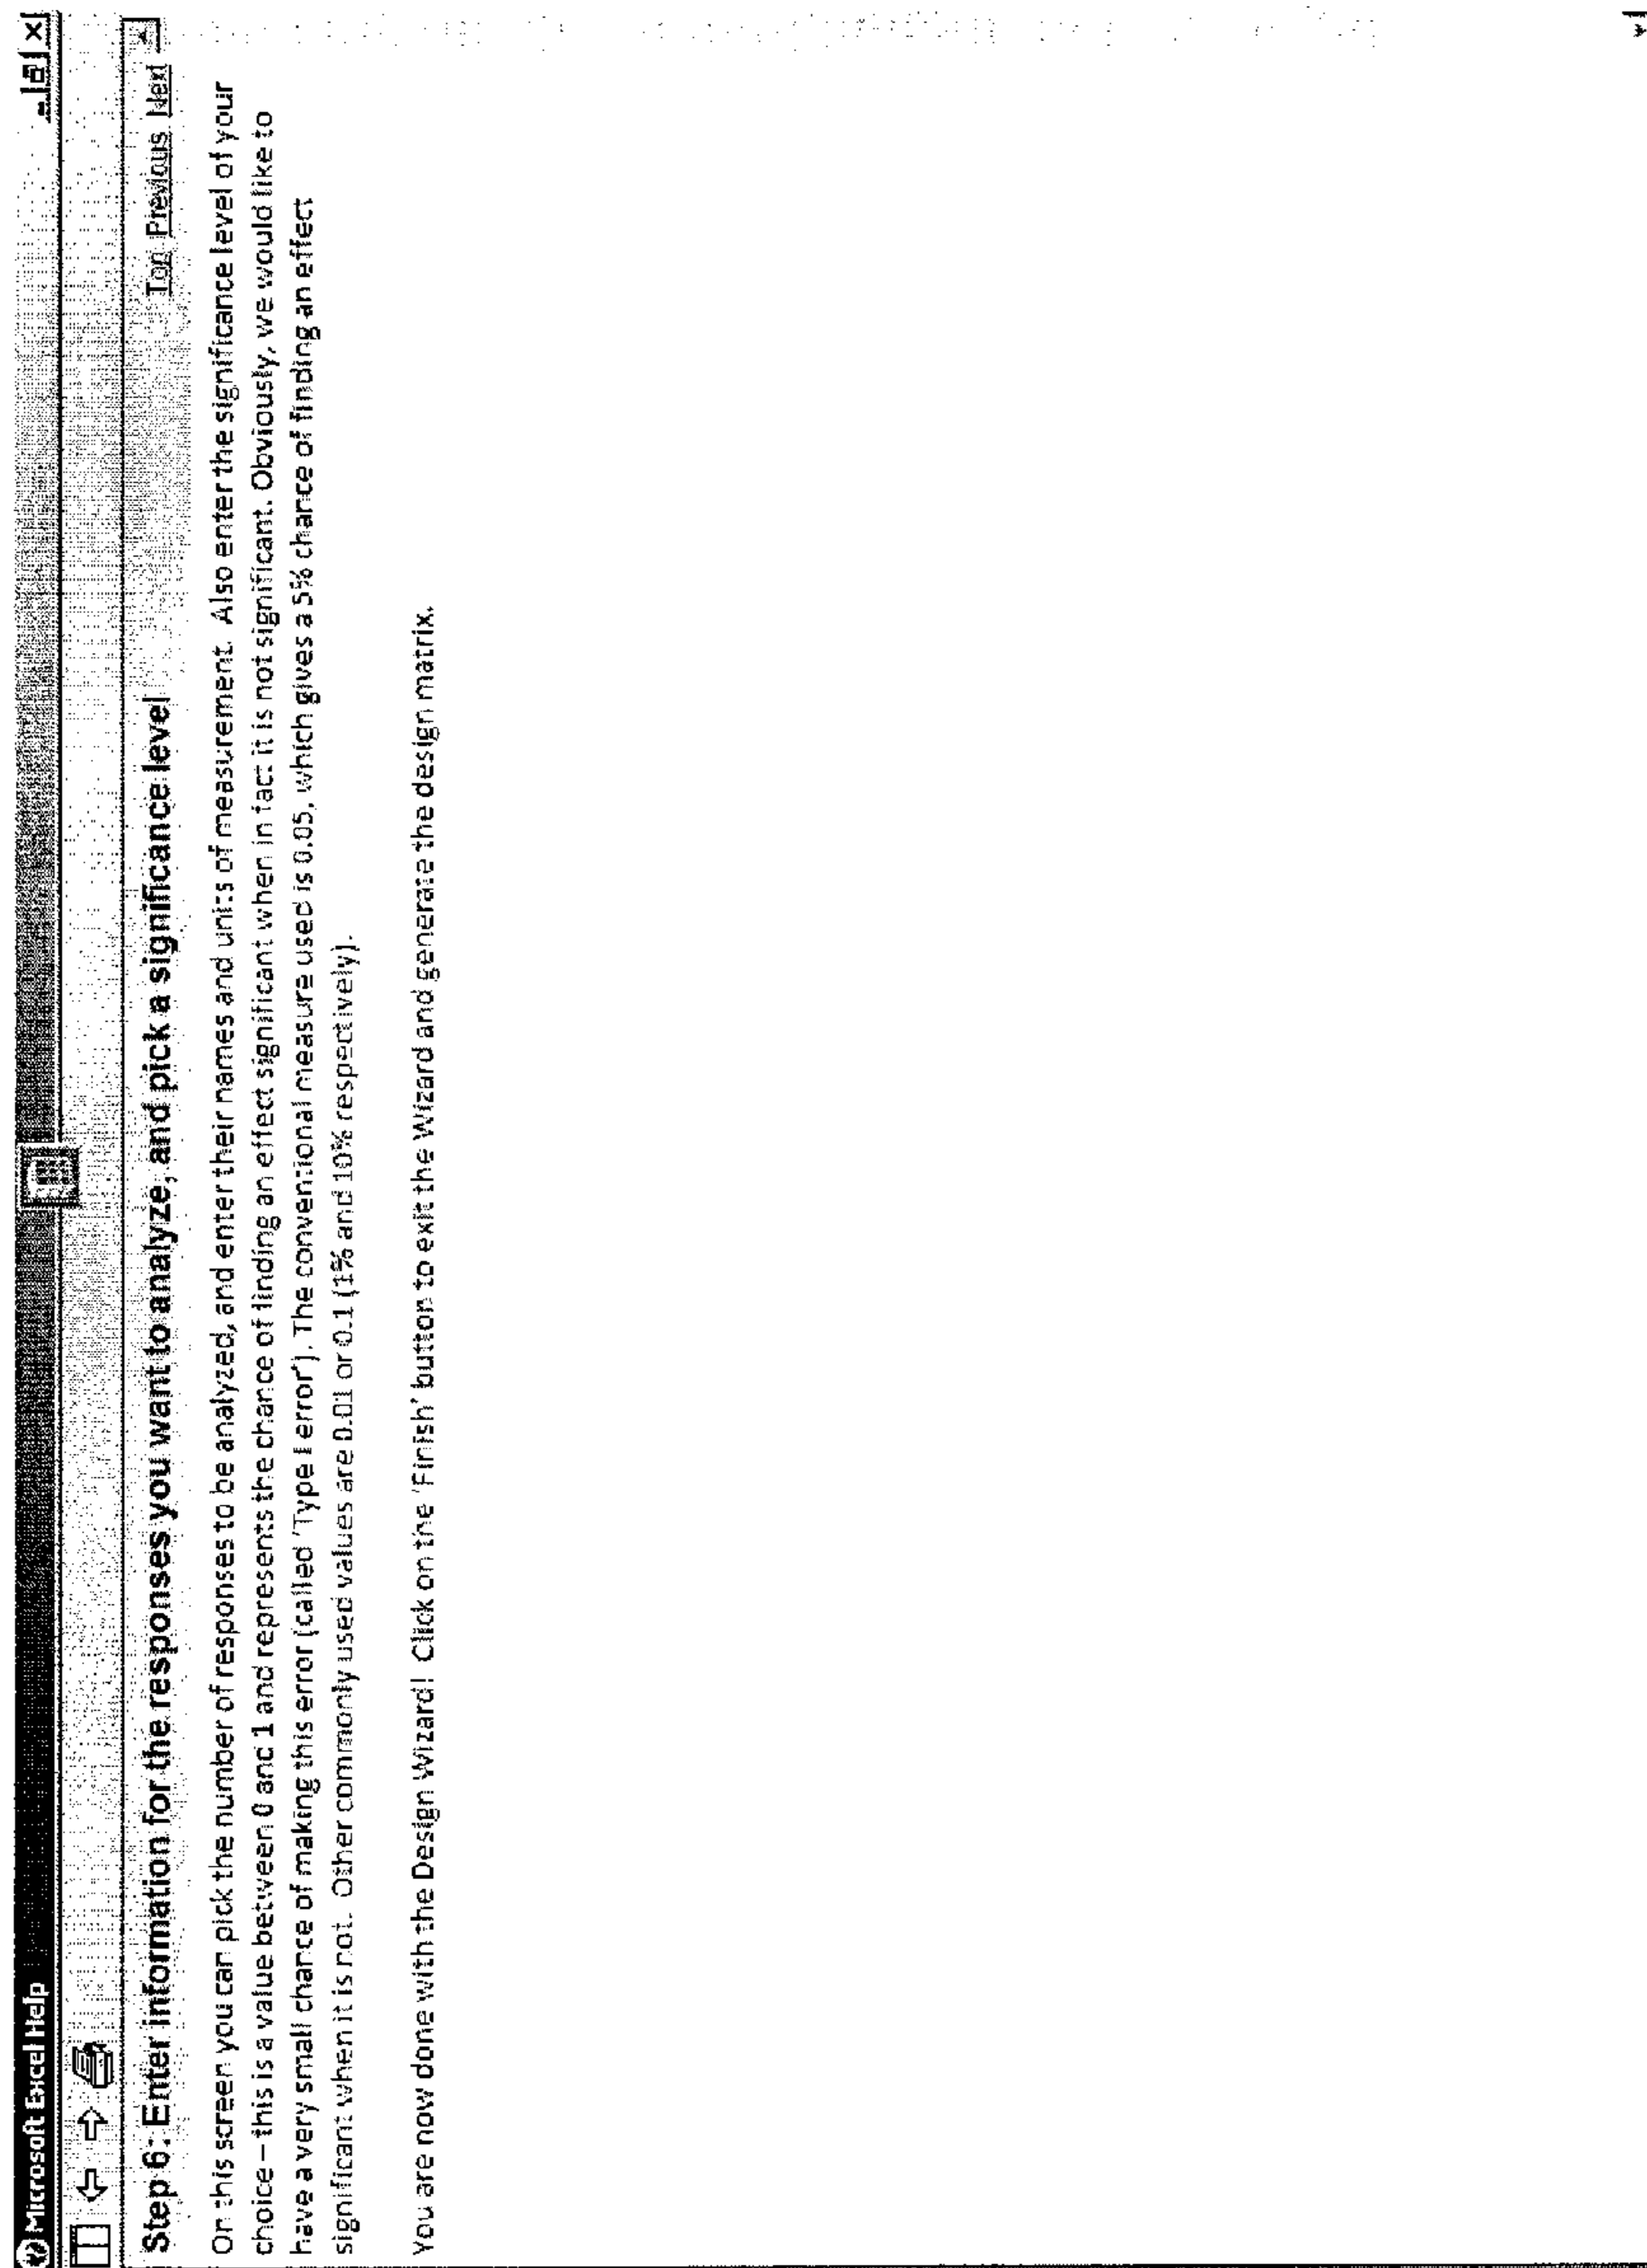 Microsoft Excel Help
Step 6: Enter information for the responses you want to analyze, and pick a significance level
Top Previous Next
On this screen you can pick the number of responses to be analyzed, and enter their names and units of measurement. Also enter the significance level of your
choice – this is a value between 0 and 1 and represents the chance of finding an effect significant when in fact it is not significant. Obviously, we would like to
have a very small chance of making this error (called 'Type I error'). The conventional measure used is 0.05, which gives a 5% chance of finding an effect
significant when it is not. Other commonly used values are 0.01 or 0.1 (1% and 10% respectively).
You are now done with the Design Wizard! Click on the 'Finish' button to exit the Wizard and generate the design matrix.